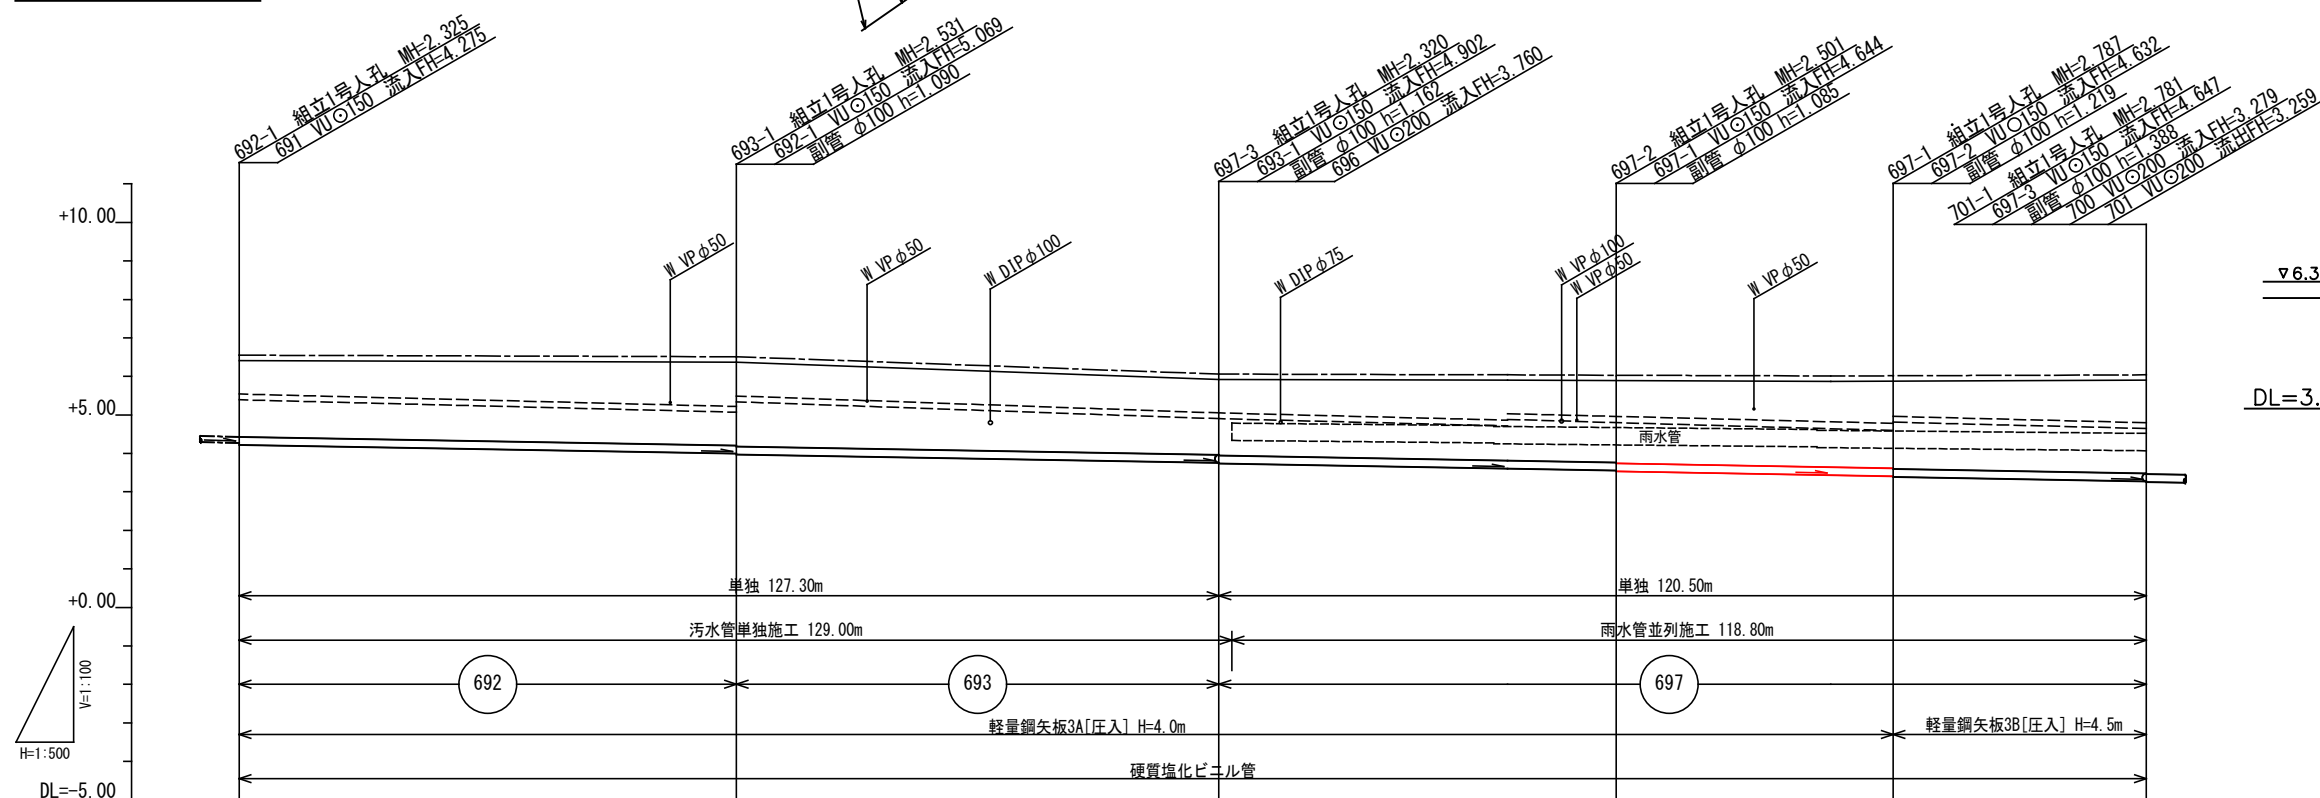 692-1 組立1号人孔 MH=2.325
691 VU⊙150 流入FH=4.275
693-1 組立1号人孔 MH=2.531
692-1 VU⊙150 流入FH=5.069
副管 φ100 h=1.090
697-3 組立1号人孔 MH=2.320
693-1 VU⊙150 流入FH=4.902
副管 φ100 h=1.162
696 VU⊙200 流入FH=3.760
697-2 組立1号人孔 MH=2.501
697-1 VU⊙150 流入FH=4.644
副管 φ100 h=1.085
697-1 組立1号人孔 MH=2.787
697-2 VU⊙150 流入FH=4.632
副管 φ100 h=1.219
701-1 組立1号人孔 MH=2.781
697-3 VU⊙150 流入FH=4.647
副管 φ100 h=1.388
700 VU⊙200 流入FH=3.279
701 VU⊙200 流出FH=3.259
+10.00
W VPφ50
W VPφ50
W DIPφ100
W DIPφ75
W VPφ100
W VPφ50
W VPφ50
▽6.3
DL=3.
+5.00
雨水管
+0.00
単独 127.30m
単独 120.50m
汚水管単独施工 129.00m
雨水管並列施工 118.80m
692
693
697
V=1:100
H=1:500
軽量鋼矢板3A[圧入] H=4.0m
軽量鋼矢板3B[圧入] H=4.5m
硬質塩化ビニル管
DL=-5.00